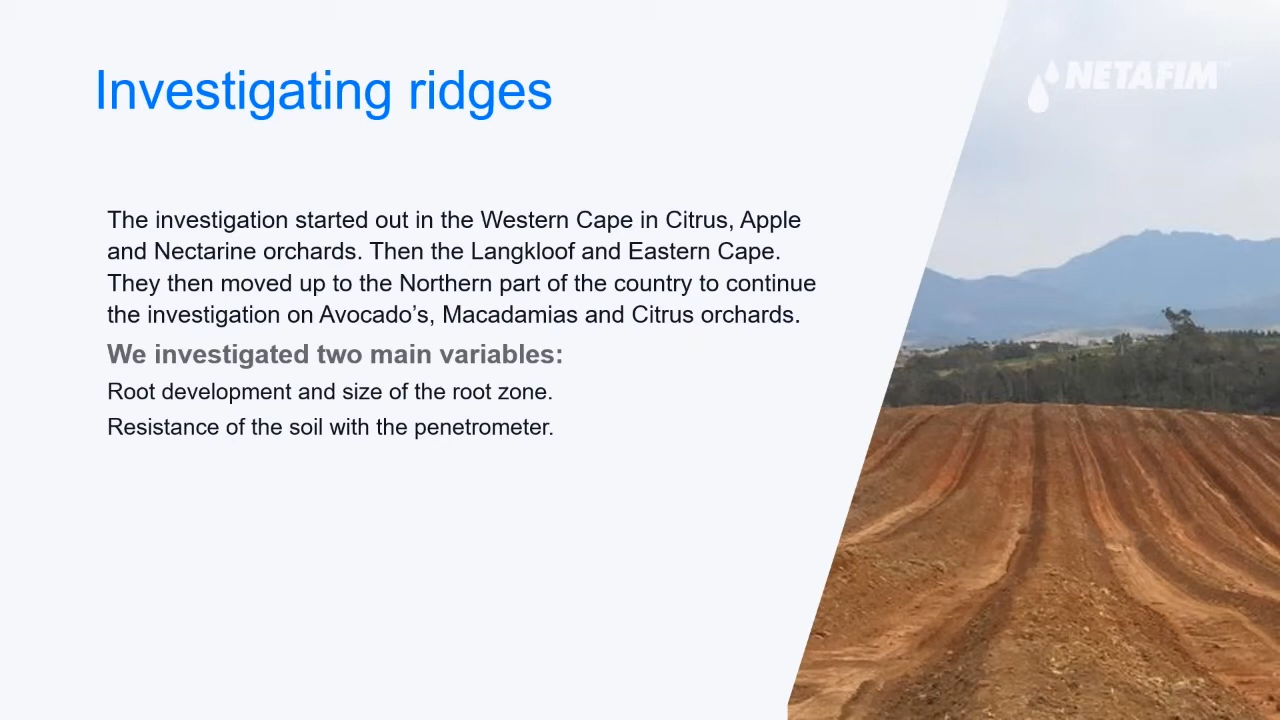 Investigating ridges
NETAFIM™
The investigation started out in the Western Cape in Citrus, Apple
and Nectarine orchards. Then the Langkloof and Eastern Cape.
They then moved up to the Northern part of the country to continue
the investigation on Avocado’s, Macadamias and Citrus orchards.
We investigated two main variables:
Root development and size of the root zone.
Resistance of the soil with the penetrometer.